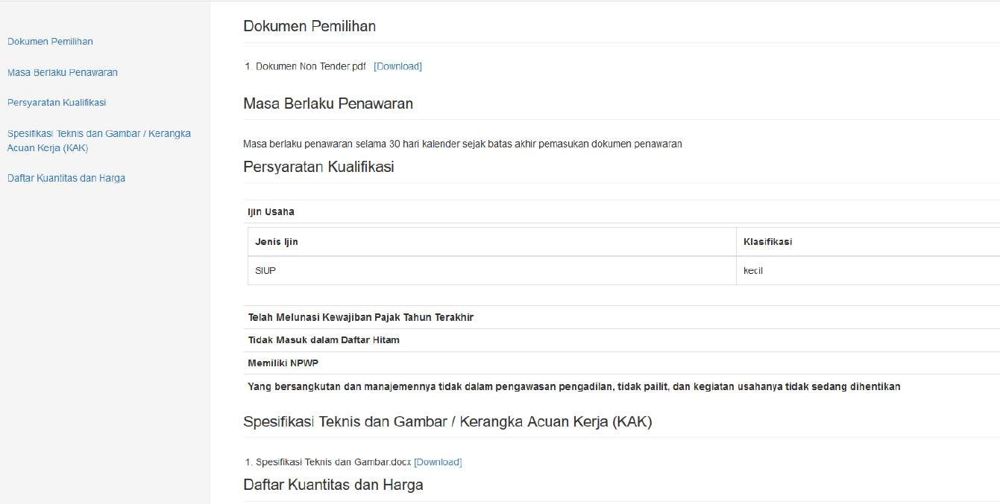 Dokumen Pemilihan
Masa Berlaku Penawaran
Persyaratan Kualifikasi
Spesifikasi Teknis dan Gambar / Kerangka
Acuan Kerja (KAK)
Daftar Kuantitas dan Harga
Dokumen Pemilihan
1. Dokumen Non Tender.pdf [Download]
Masa Berlaku Penawaran
Masa berlaku penawaran selama 30 hari kalender sejak batas akhir pemasukan dokumen penawaran
Persyaratan Kualifikasi
Ijin Usaha
Jenis Ijin Klasifikasi
SIUP kecil
Telah Melunasi Kewajiban Pajak Tahun Terakhir
Tidak Masuk dalam Daftar Hitam
Memiliki NPWP
Yang bersangkutan dan manajemennya tidak dalam pengawasan pengadilan, tidak pailit, dan kegiatan usahanya tidak sedang dihentikan
Spesifikasi Teknis dan Gambar / Kerangka Acuan Kerja (KAK)
1. Spesifikasi Teknis dan Gambar.docx [Download]
Daftar Kuantitas dan Harga